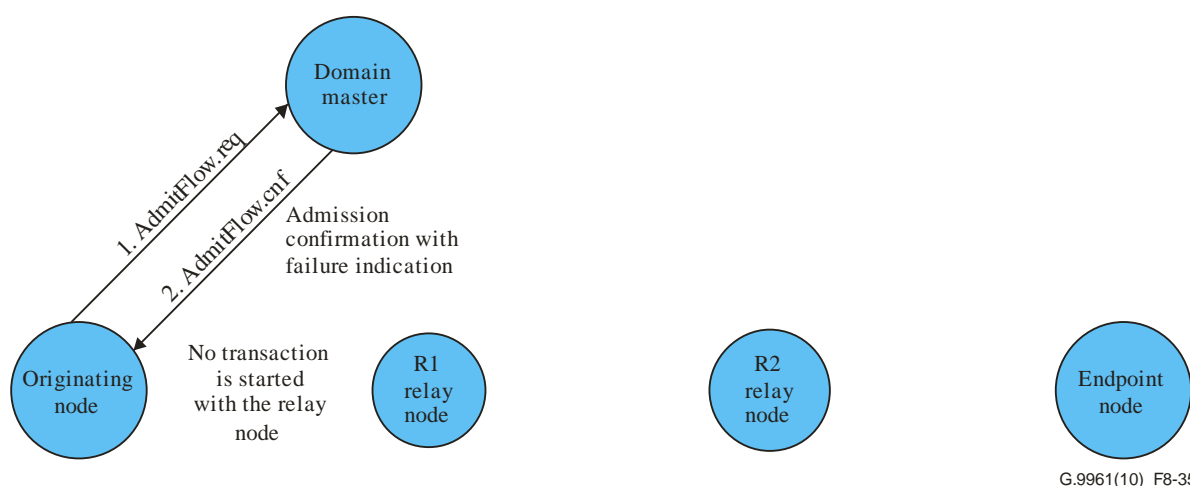 Domain
master
1. AdmitFlow.req
2. AdmitFlow.cnf
Admission
confirmation with
failure indication
Originating
node
No transaction
is started
with the relay
node
R1
relay
node
R2
relay
node
Endpoint
node
G.9961(10)_F8-35